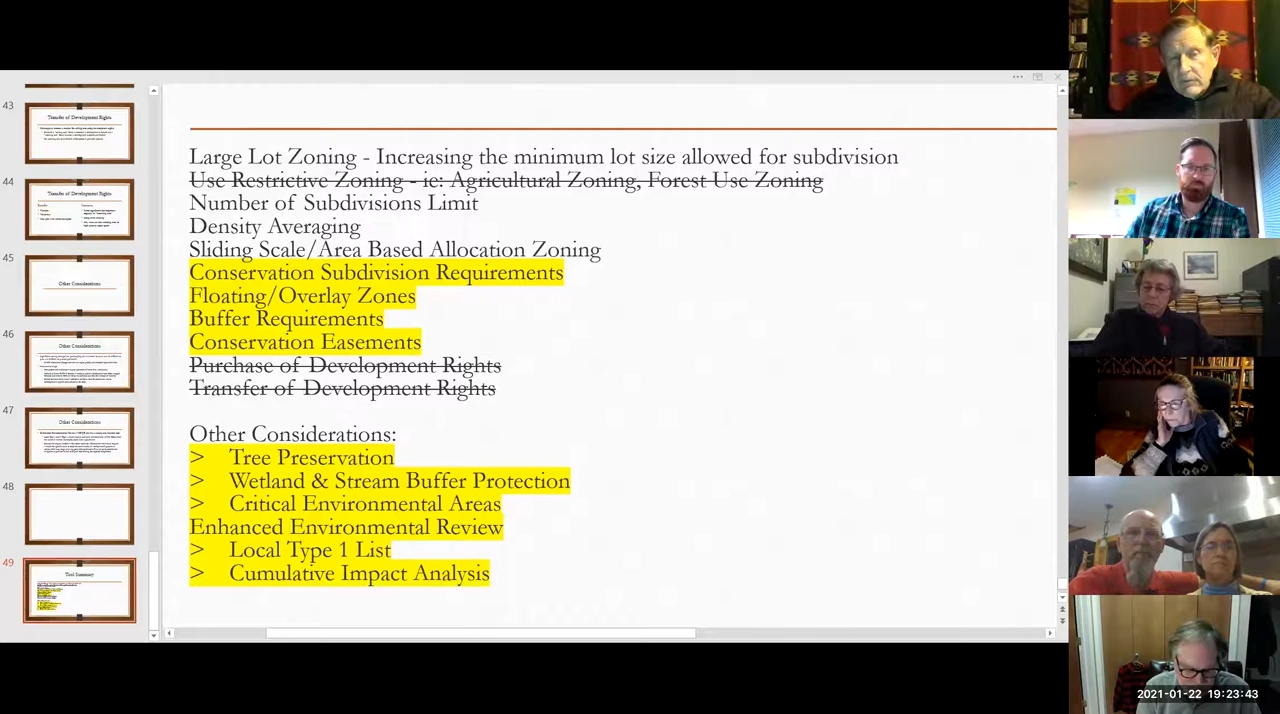 43
Transfer of Development Rights
44
Transfer of Development Rights
45
Other Considerations
46
Other Considerations
47
Other Considerations
48
49
Tool Summary
Large Lot Zoning - Increasing the minimum lot size allowed for subdivision
Use Restrictive Zoning - ie: Agricultural Zoning, Forest Use Zoning
Number of Subdivisions Limit
Density Averaging
Sliding Scale/Area Based Allocation Zoning
Conservation Subdivision Requirements
Floating/Overlay Zones
Buffer Requirements
Conservation Easements
Purchase of Development Rights
Transfer of Development Rights
Other Considerations:
> Tree Preservation
> Wetland & Stream Buffer Protection
> Critical Environmental Areas
Enhanced Environmental Review
> Local Type 1 List
> Cumulative Impact Analysis
2021-01-22 19:23:43